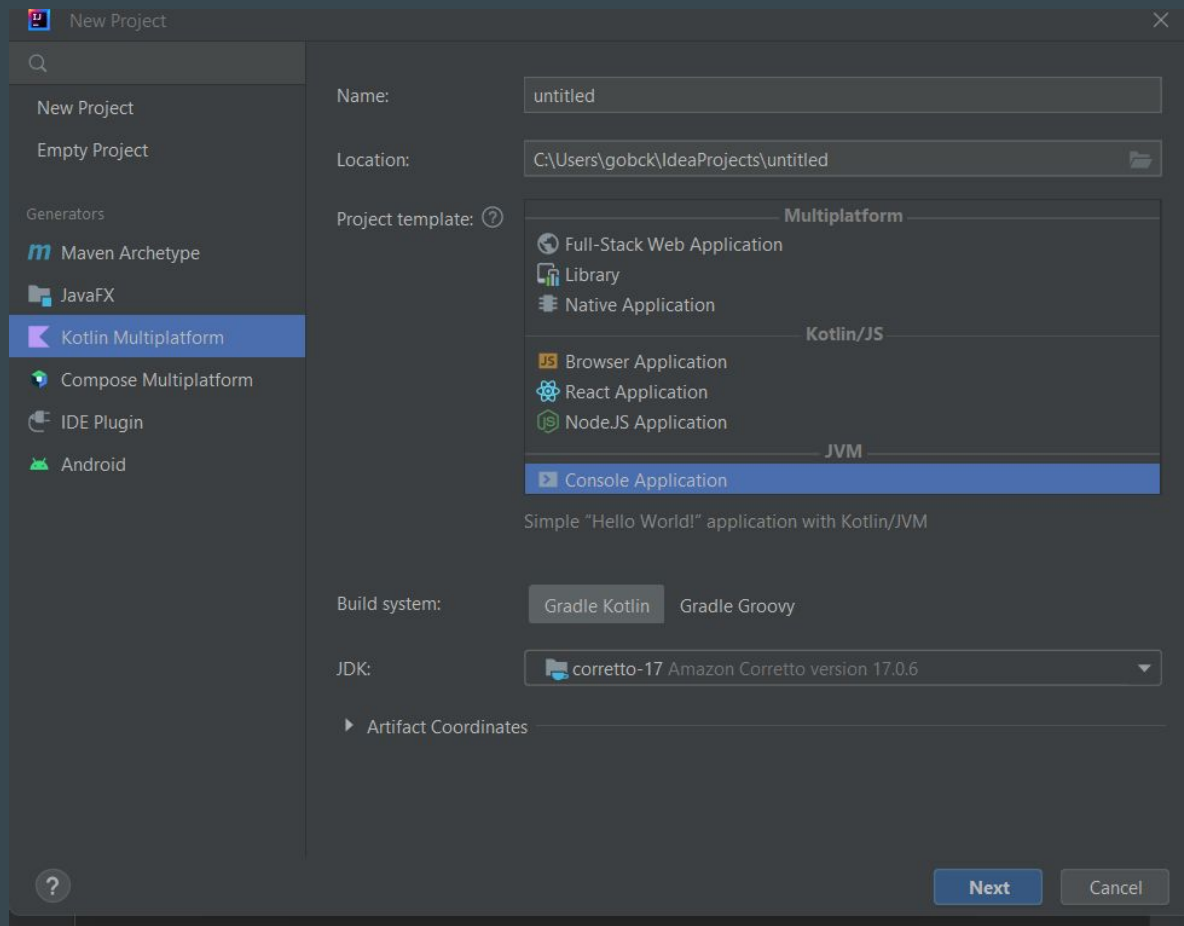 New Project
New Project
Empty Project
Generators
Maven Archetype
JavaFX
Kotlin Multiplatform
Compose Multiplatform
IDE Plugin
Android
Name:
untitled
Location:
C:\Users\gobck\IdeaProjects\untitled
Project template:
Multiplatform
Full-Stack Web Application
Library
Native Application
Kotlin/JS
Browser Application
React Application
NodeJS Application
JVM
Console Application
Simple “Hello World!” application with Kotlin/JVM
Build system:
Gradle Kotlin Gradle Groovy
JDK:
corretto-17 Amazon Corretto version 17.0.6
Artifact Coordinates
?
Next Cancel